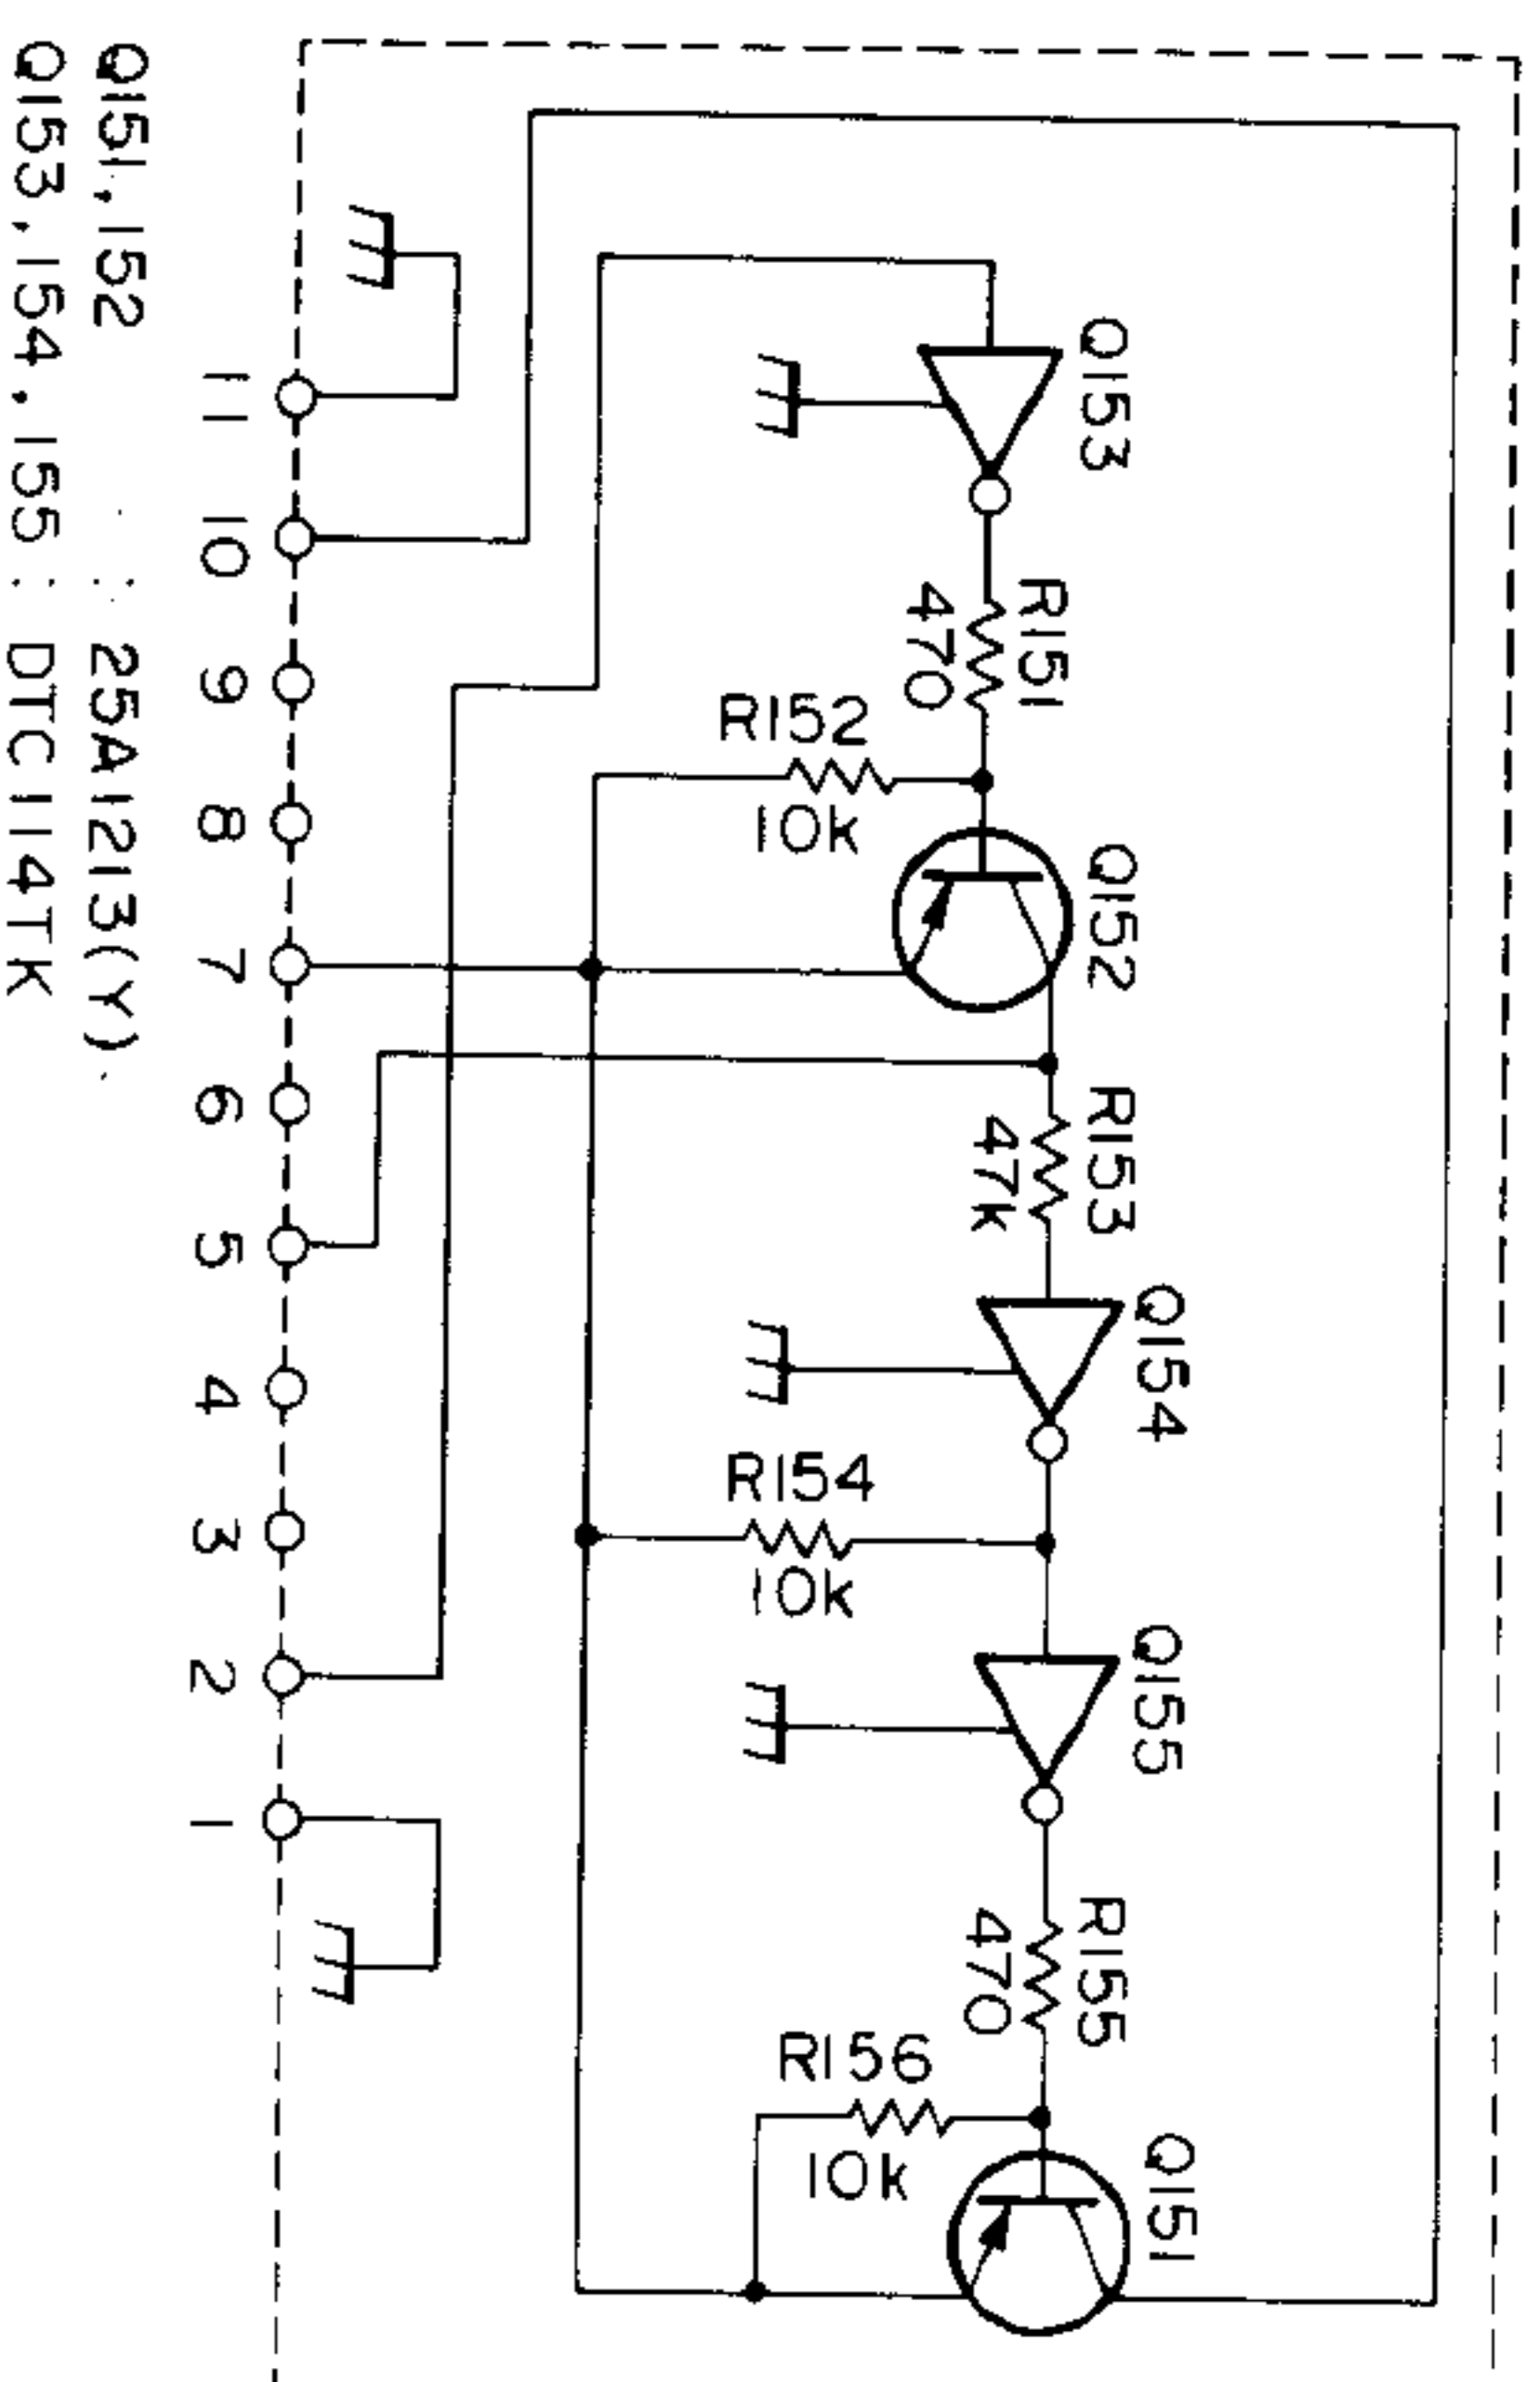 Q153
R151
470
R152
10k
Q152
R153
47k
Q154
R154
10k
Q155
R155
470
R156
10k
Q151
11
10
9
8
7
6
5
4
3
2
1
Q151,152 : 2SA1213(Y)
Q153,154,155 : DTC114TK